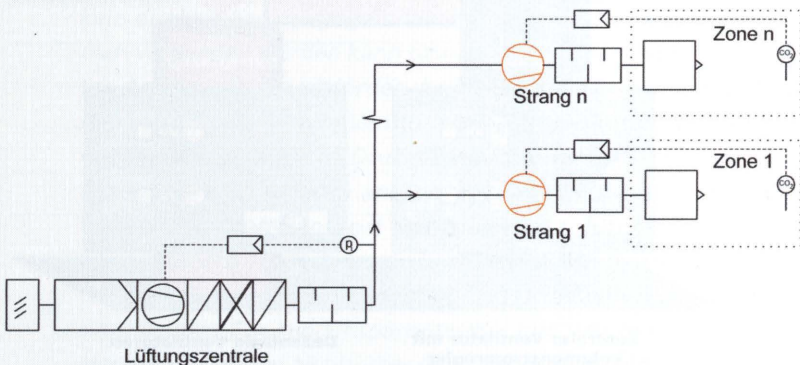 Zone n
CO₂
Strang n
Zone 1
CO₂
Strang 1
R
Lüftungszentrale